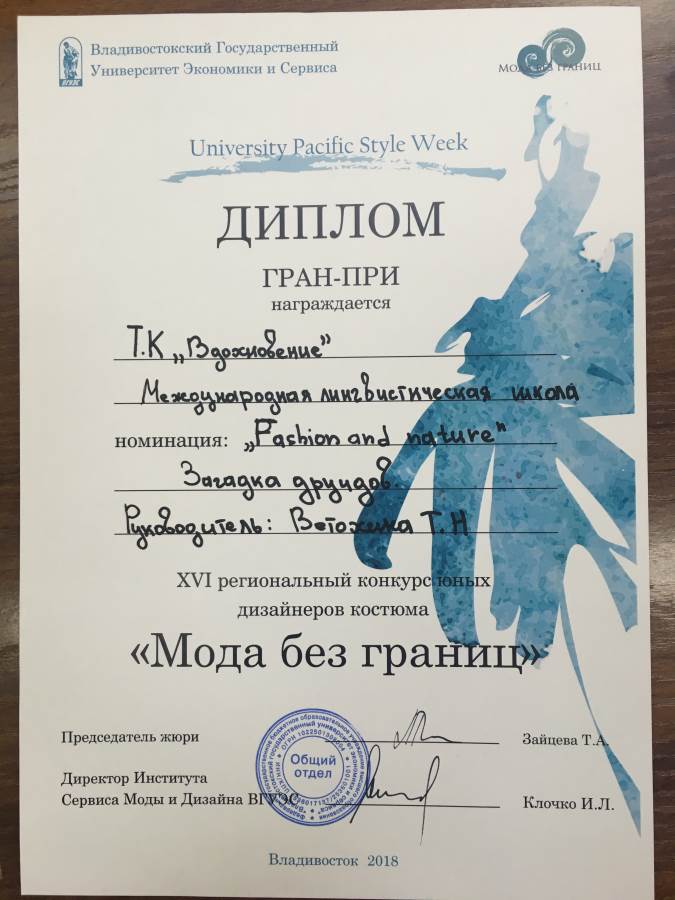 Владивостокский Государственный
Университет Экономики и Сервиса
ВГУЭС
МОДА БЕЗ ГРАНИЦ
University Pacific Style Week
ДИПЛОМ
ГРАН-ПРИ
награждается
Т.К „Вдохновение”
Международная лингвистическая школа
номинация: „Fashion and nature”
Загадка друидов.
Руководитель: Ветошкина Т.Н
XVI региональный конкурс юных
дизайнеров костюма
«Мода без границ»
Председатель жюри
Зайцева Т.А.
Директор Института
Сервиса Моды и Дизайна ВГУЭС
Клочко И.Л.
Общий
отдел
Владивосток 2018